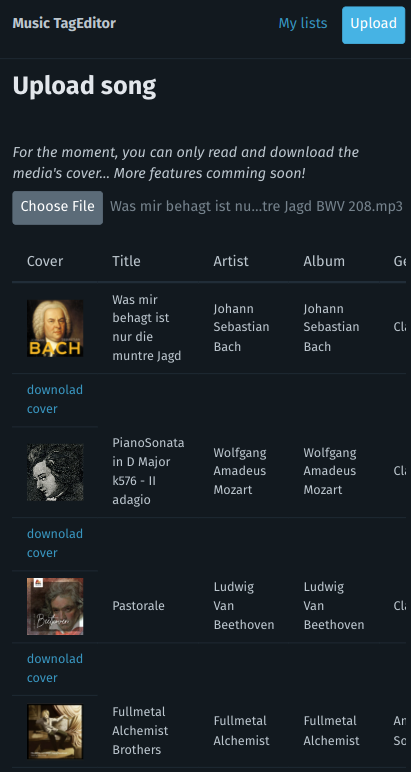 Music TagEditor My lists Upload
Upload song
For the moment, you can only read and download the
media's cover... More features comming soon!
Choose File Was mir behagt ist nu...tre Jagd BWV 208.mp3
Cover Title Artist Album Ge
BACH
Was mir
behagt ist
nur die
muntre Jagd
Johann
Sebastian
Bach
Johann
Sebastian
Bach
Cla
downolad
cover
PianoSonata
in D Major
k576 - II
adagio
Wolfgang
Amadeus
Mozart
Wolfgang
Amadeus
Mozart
Cla
downolad
cover
Beethoven
Pastorale
Ludwig
Van
Beethoven
Ludwig
Van
Beethoven
Cla
downolad
cover
Fullmetal
Alchemist
Brothers
Fullmetal
Alchemist
Fullmetal
Alchemist
An
So